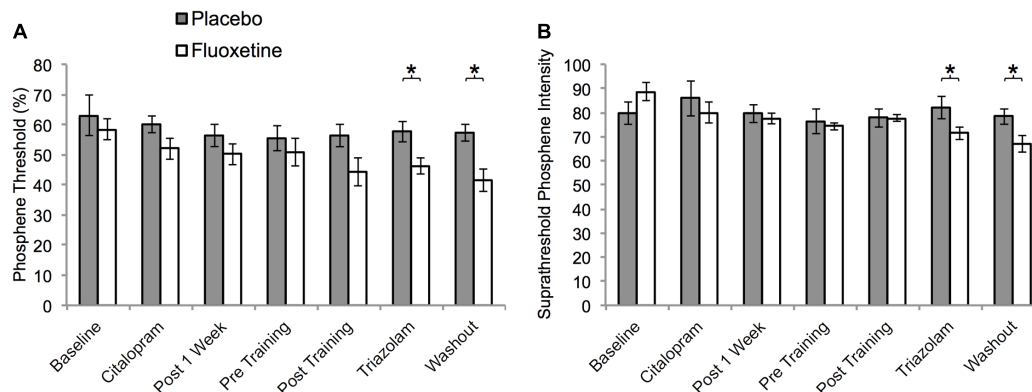 A
Placebo
Fluoxetine
Phosphene Threshold (%)
80
70
60
50
40
30
20
10
0
* *
Baseline
Citalopram
Post 1 Week
Pre Training
Post Training
Triazolam
Washout
B
Suprathreshold Phosphene Intensity
100
90
80
70
60
50
40
30
20
10
0
* *
Baseline
Citalopram
Post 1 Week
Pre Training
Post Training
Triazolam
Washout